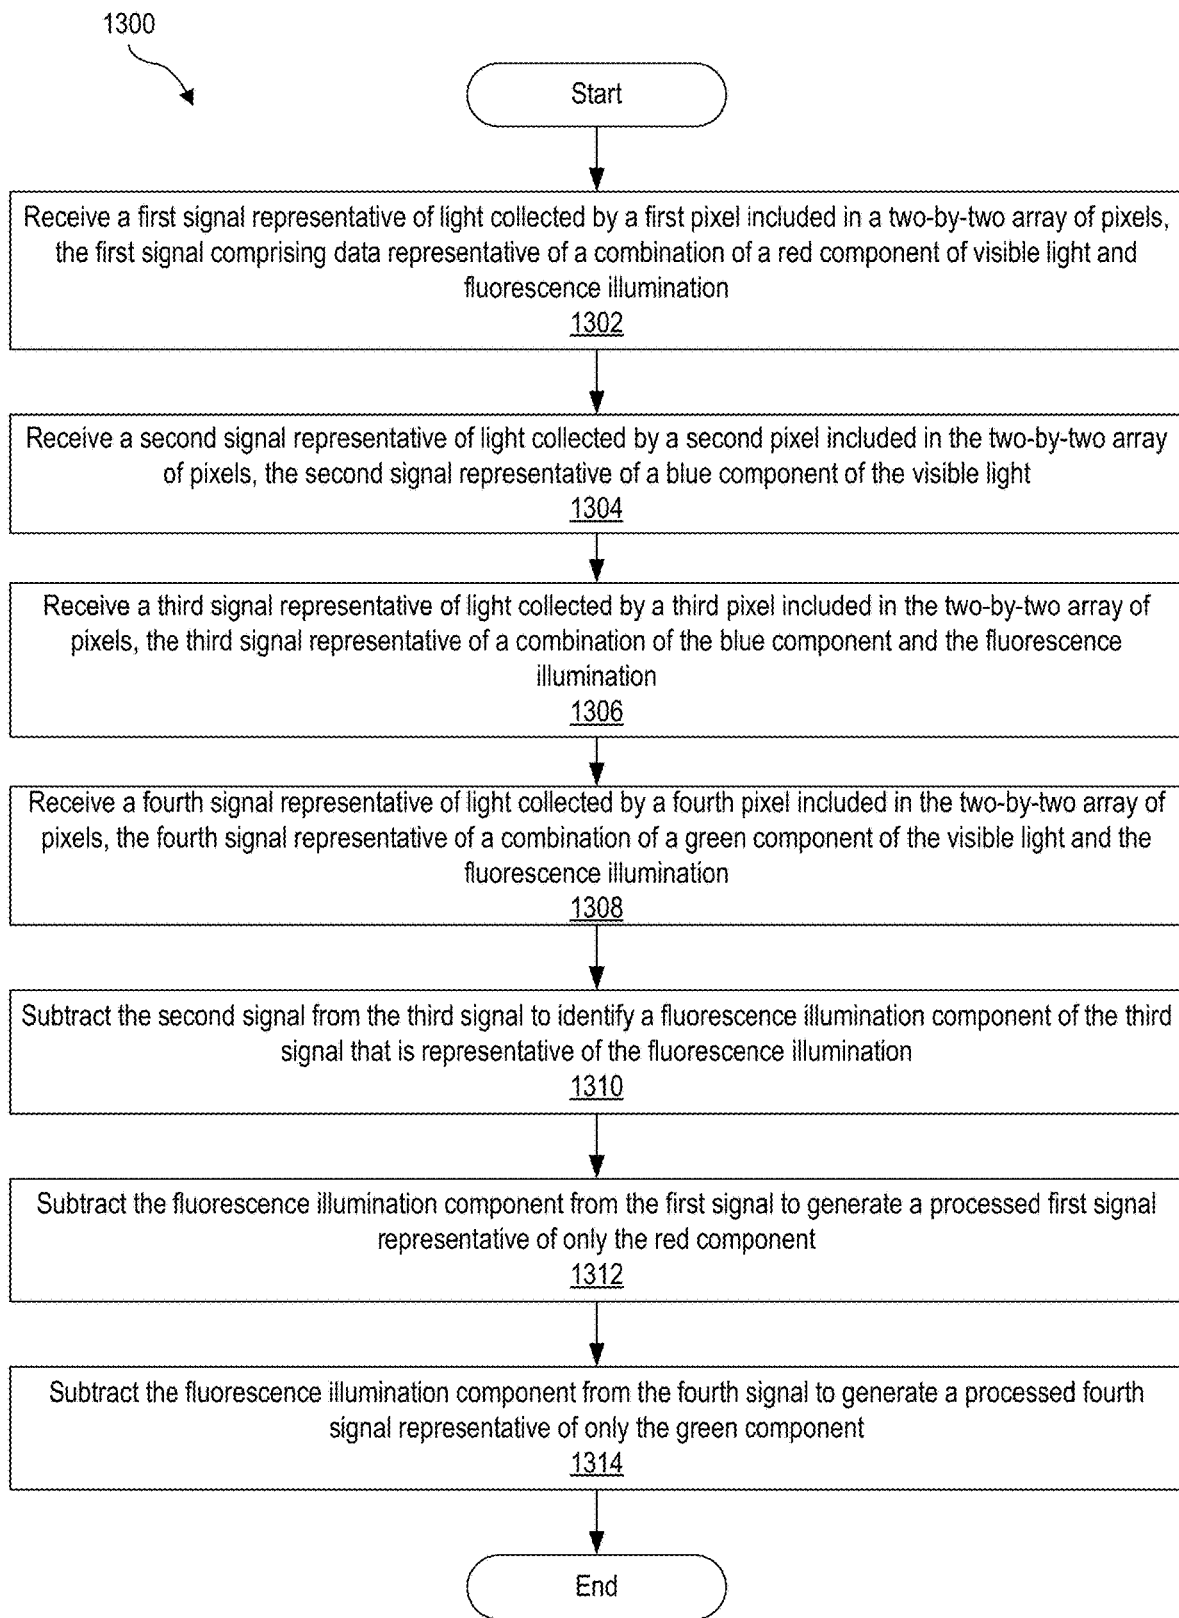 1300
Start
Receive a first signal representative of light collected by a first pixel included in a two-by-two array of pixels,
the first signal comprising data representative of a combination of a red component of visible light and
fluorescence illumination
1302
Receive a second signal representative of light collected by a second pixel included in the two-by-two array
of pixels, the second signal representative of a blue component of the visible light
1304
Receive a third signal representative of light collected by a third pixel included in the two-by-two array of
pixels, the third signal representative of a combination of the blue component and the fluorescence
illumination
1306
Receive a fourth signal representative of light collected by a fourth pixel included in the two-by-two array of
pixels, the fourth signal representative of a combination of a green component of the visible light and the
fluorescence illumination
1308
Subtract the second signal from the third signal to identify a fluorescence illumination component of the third
signal that is representative of the fluorescence illumination
1310
Subtract the fluorescence illumination component from the first signal to generate a processed first signal
representative of only the red component
1312
Subtract the fluorescence illumination component from the fourth signal to generate a processed fourth
signal representative of only the green component
1314
End